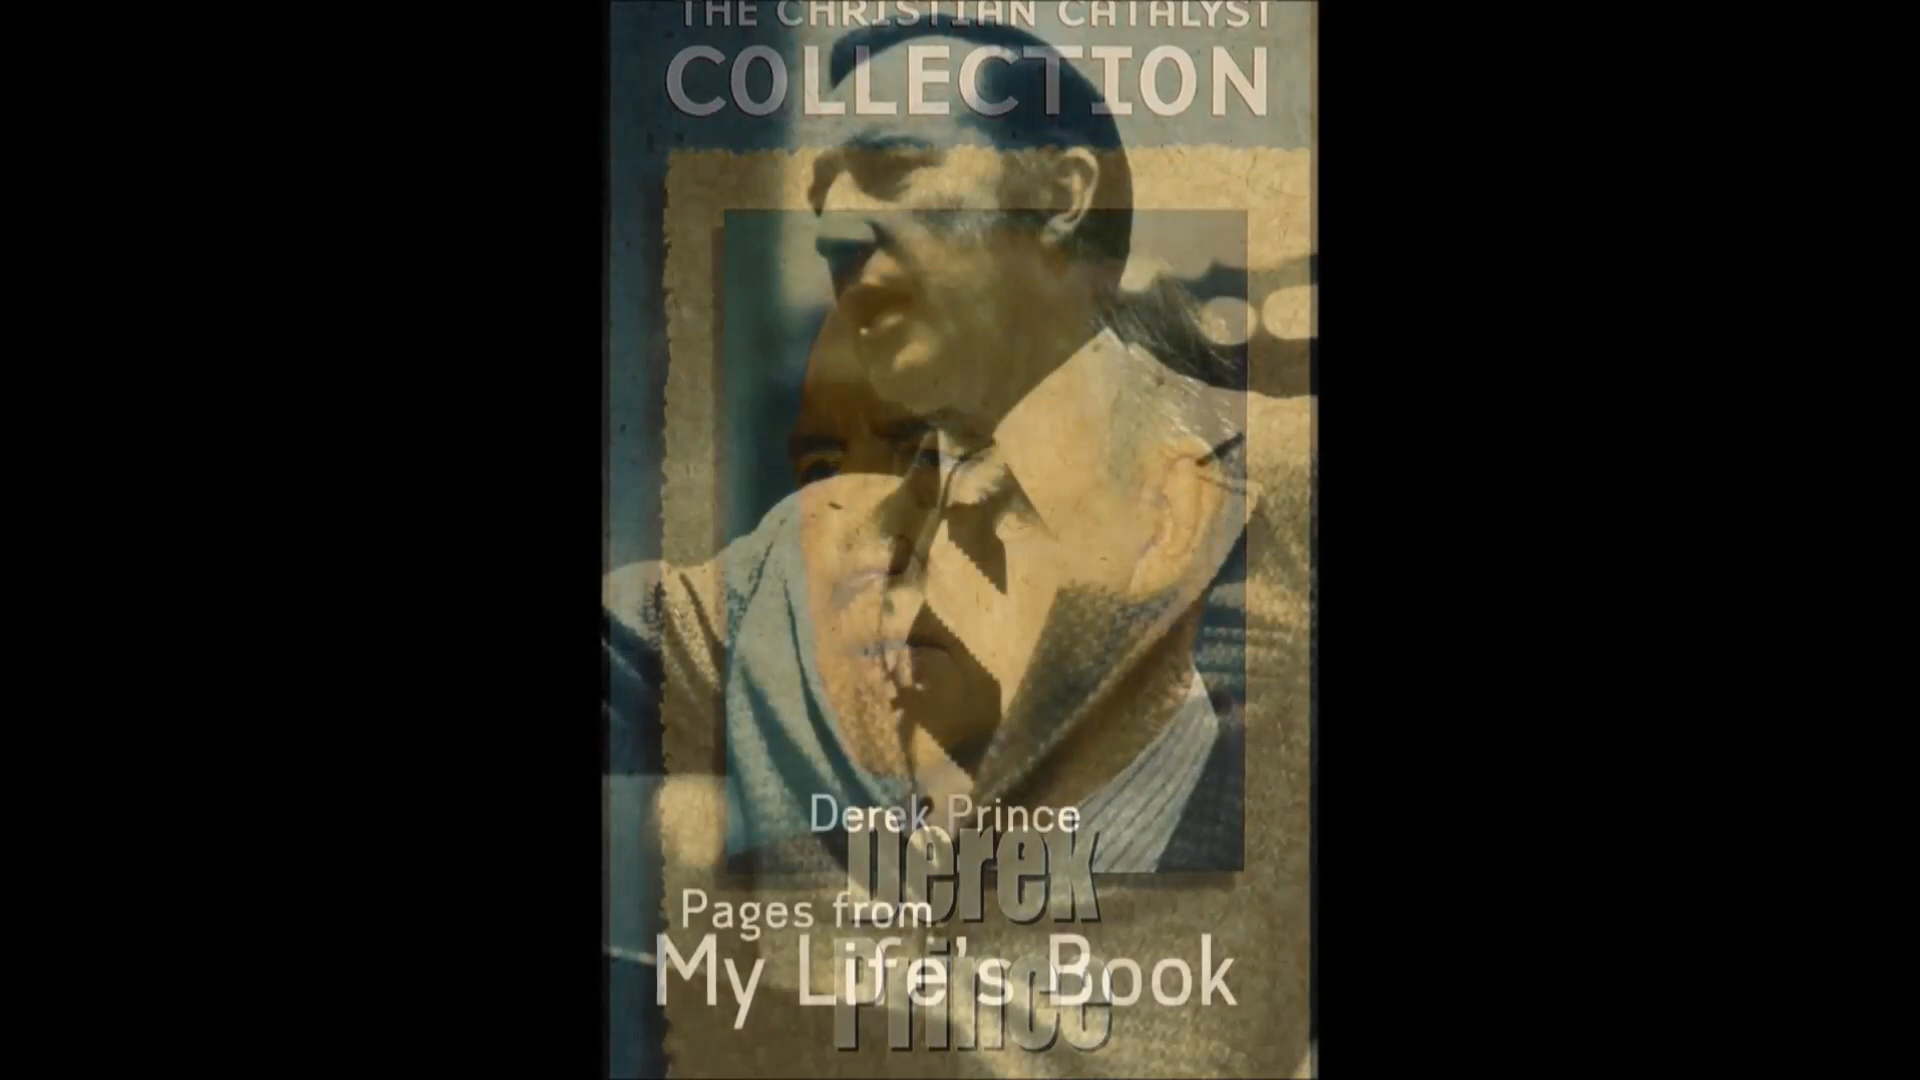 THE CHRISTIAN CATALYST
COLLECTION
Derek Prince
Derek
Pages from
My Life's Book
Prince